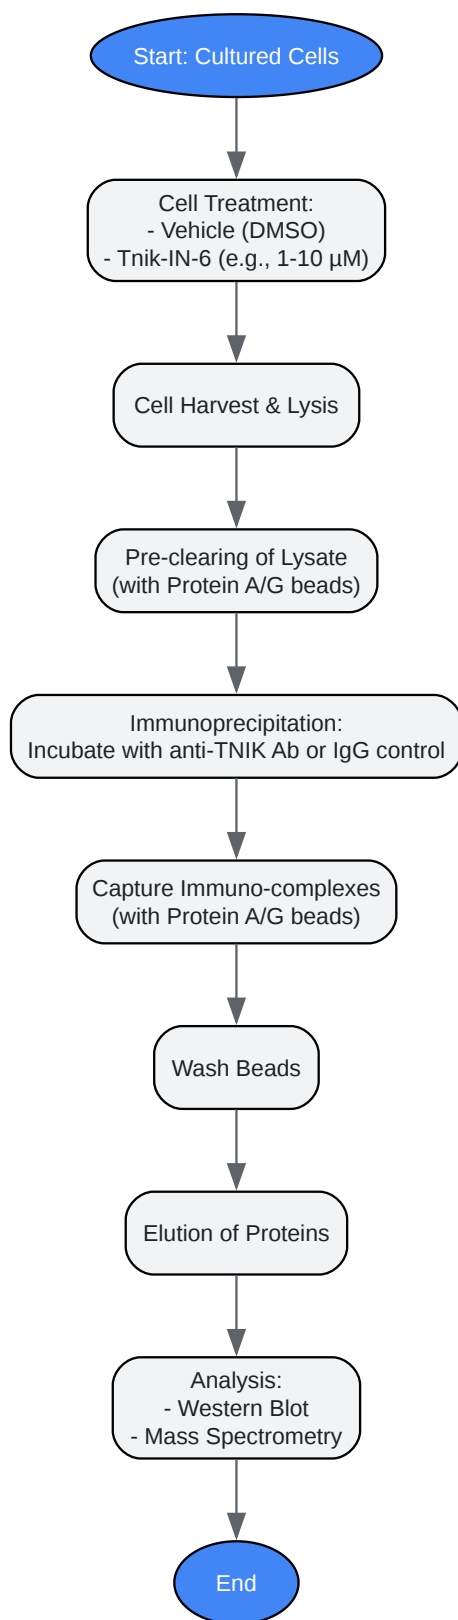 Start: Cultured Cells
Cell Treatment:
- Vehicle (DMSO)
- Tnik-IN-6 (e.g., 1-10 µM)
Cell Harvest & Lysis
Pre-clearing of Lysate
(with Protein A/G beads)
Immunoprecipitation:
Incubate with anti-TNIK Ab or IgG control
Capture Immuno-complexes
(with Protein A/G beads)
Wash Beads
Elution of Proteins
Analysis:
- Western Blot
- Mass Spectrometry
End